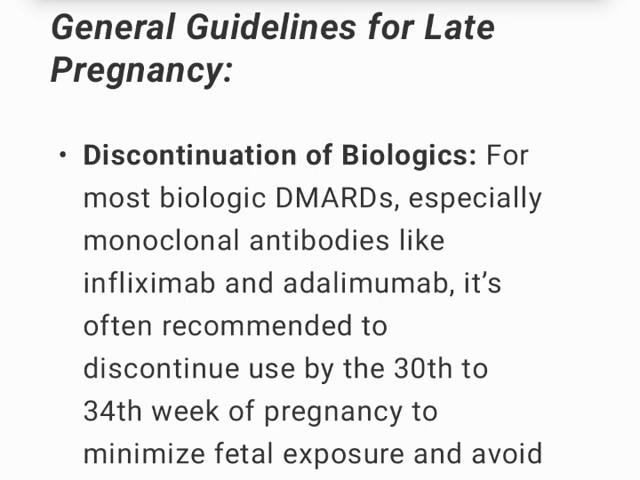 General Guidelines for Late
Pregnancy:
• Discontinuation of Biologics: For
most biologic DMARDs, especially
monoclonal antibodies like
infliximab and adalimumab, it’s
often recommended to
discontinue use by the 30th to
34th week of pregnancy to
minimize fetal exposure and avoid